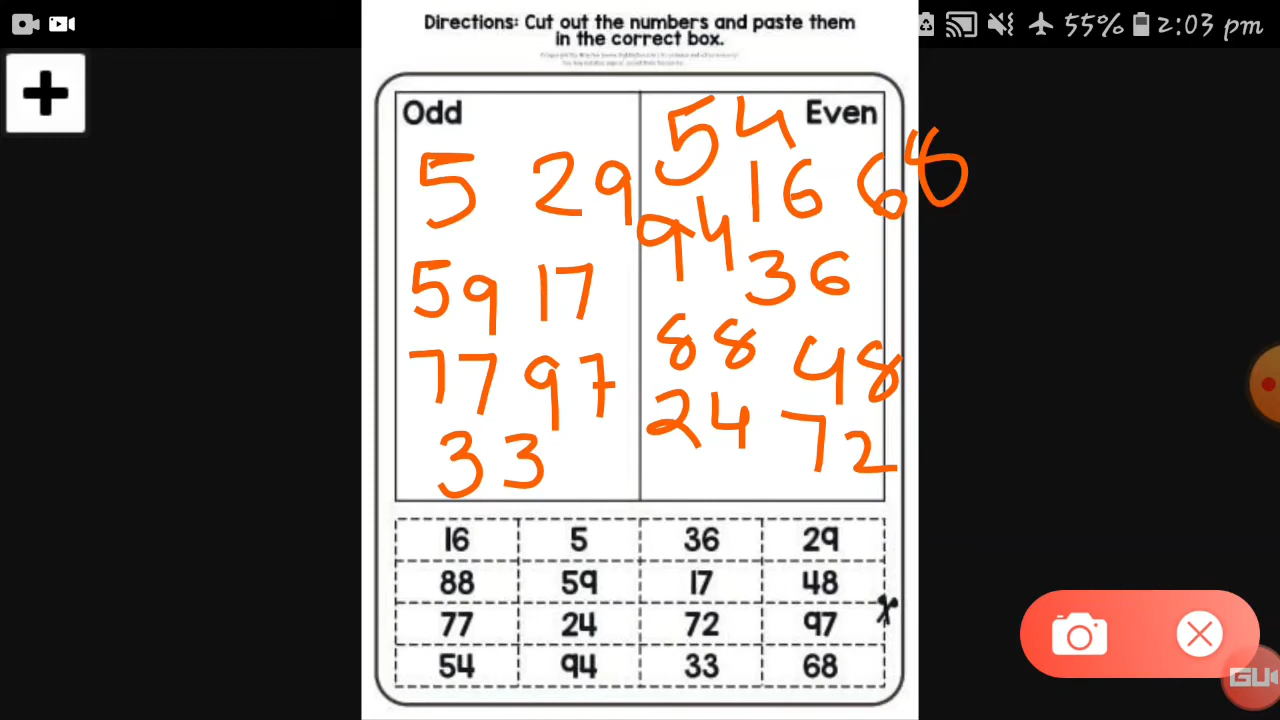 55% 2:03 pm
Directions: Cut out the numbers and paste them
in the correct box.
Odd
5 29
59 17
77 97
33
Even
54
16 68
94
36
88 48
24 72
16 5 36 29
88 59 17 48
77 24 72 97
54 94 33 68
GU